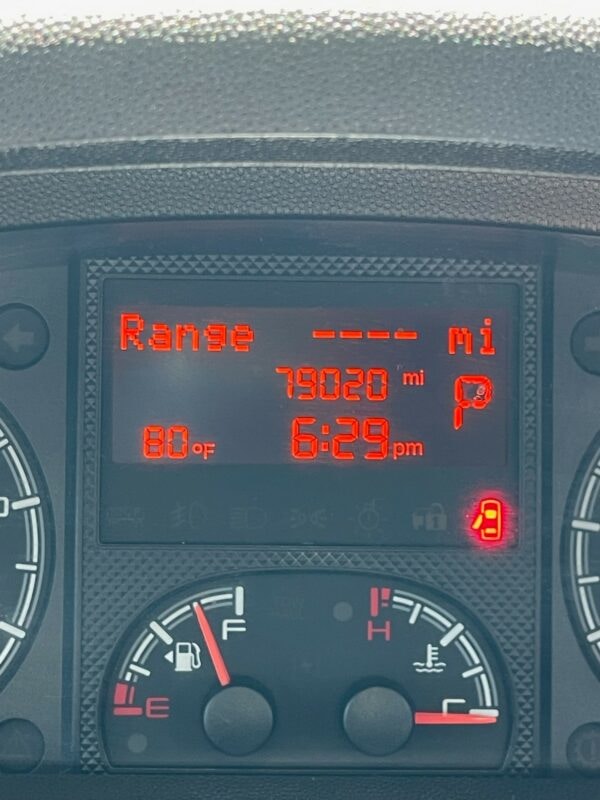 Range ---- mi
79020 mi
P
80°F 6:29 pm
F H
E C